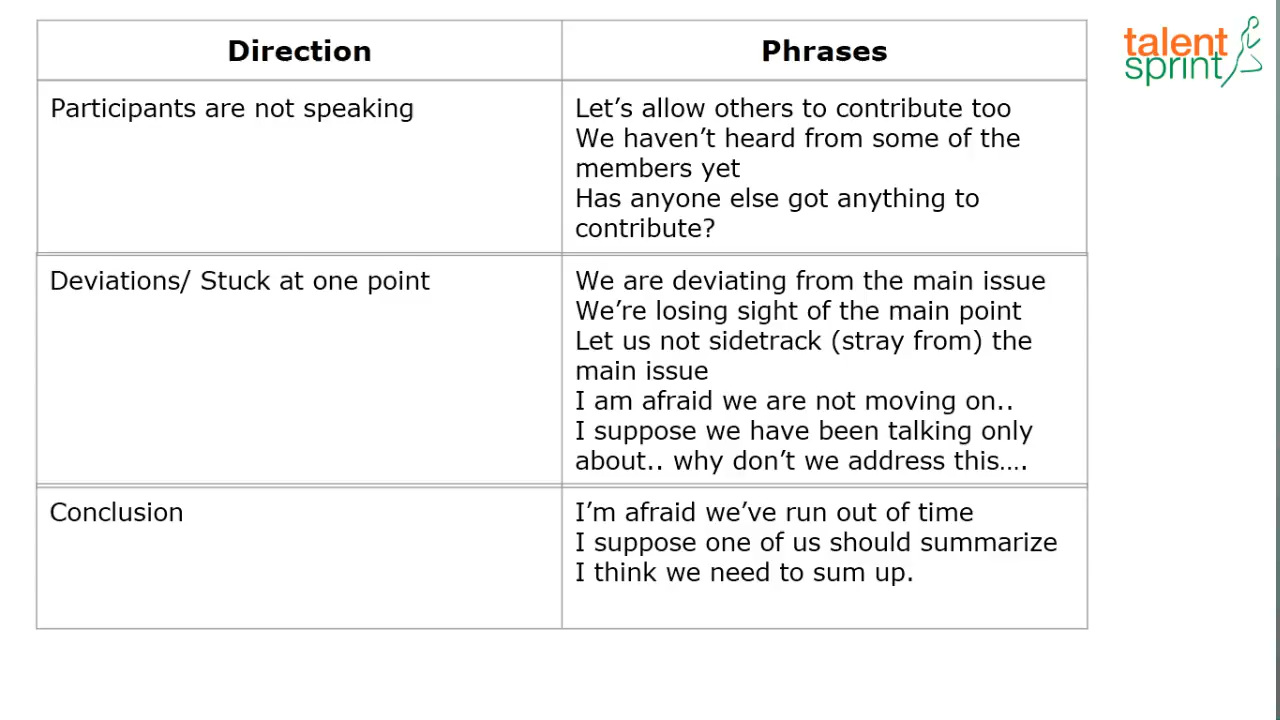 Direction
Phrases
talent
sprint
Participants are not speaking
Let’s allow others to contribute too
We haven’t heard from some of the
members yet
Has anyone else got anything to
contribute?
Deviations/ Stuck at one point
We are deviating from the main issue
We’re losing sight of the main point
Let us not sidetrack (stray from) the
main issue
I am afraid we are not moving on..
I suppose we have been talking only
about.. why don’t we address this….
Conclusion
I’m afraid we’ve run out of time
I suppose one of us should summarize
I think we need to sum up.